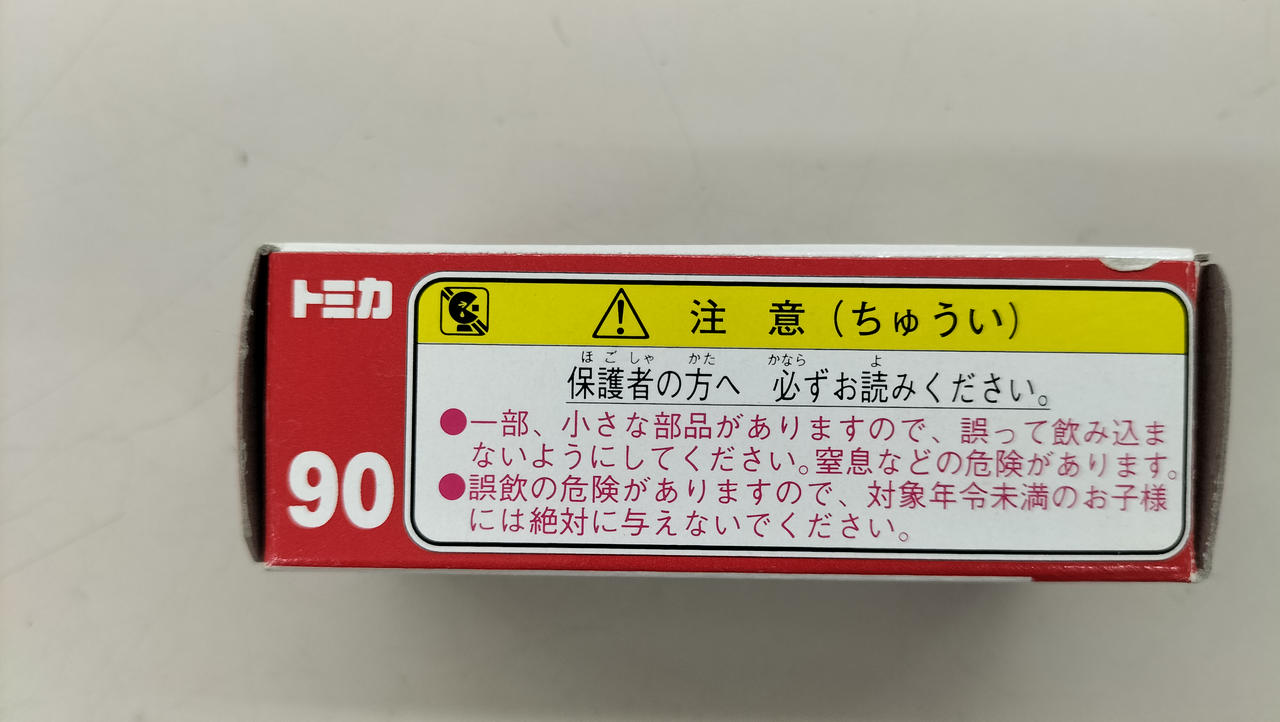 トミカ
90
注 意（ちゅうい）
ほ ご しゃ かた かなら よ
保護者の方へ 必ずお読みください。
●一部、小さな部品がありますので、誤って飲み込ま
ないようにしてください。窒息などの危険があります。
●誤飲の危険がありますので、対象年令未満のお子様
には絶対に与えないでください。